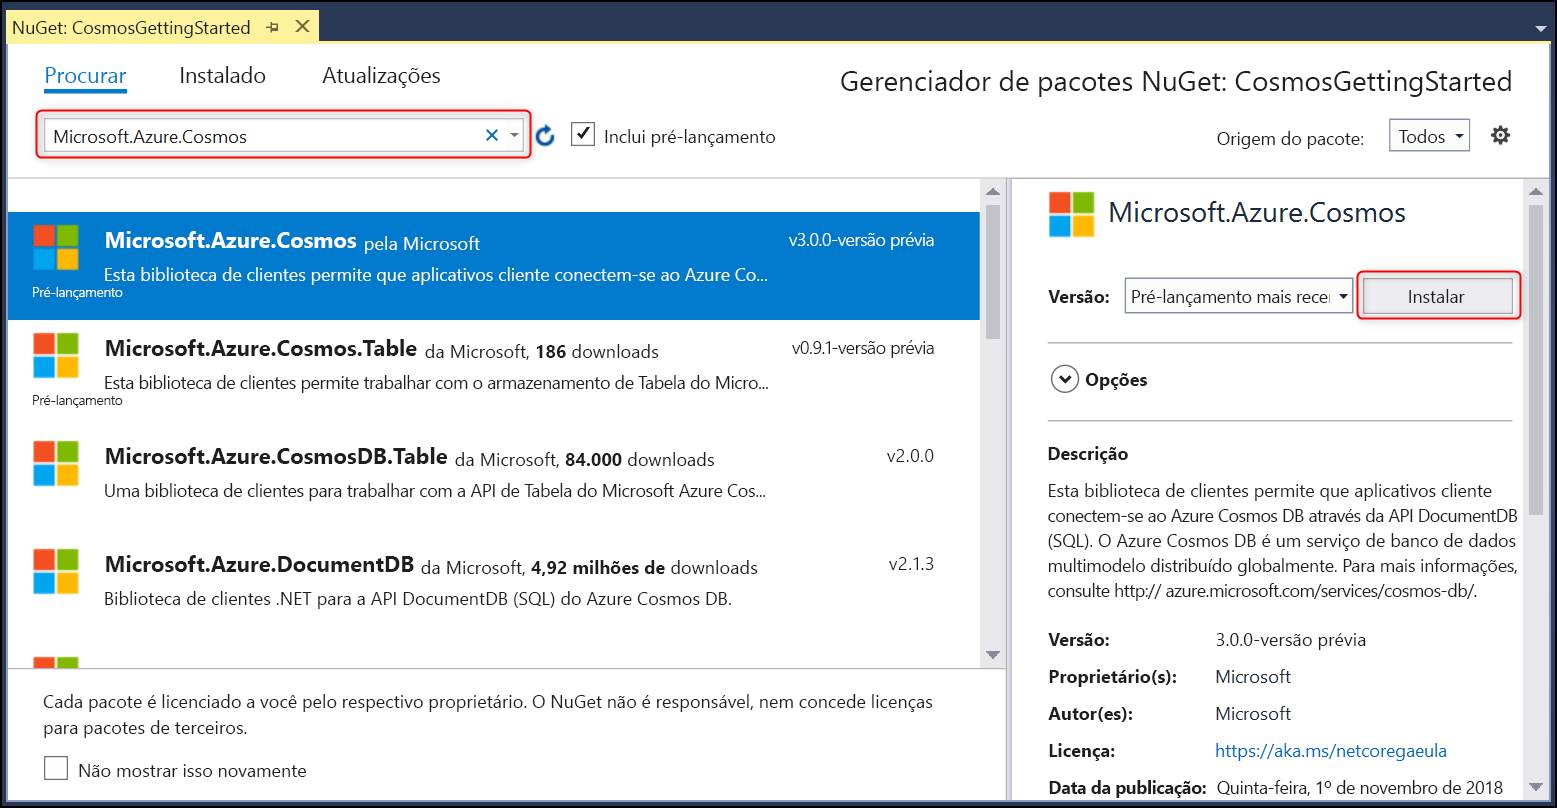 NuGet: CosmosGettingStarted
Procurar Instalado Atualizações
Gerenciador de pacotes NuGet: CosmosGettingStarted
Microsoft.Azure.Cosmos
Inclui pré-lançamento
Origem do pacote: Todos
Microsoft.Azure.Cosmos pela Microsoft v3.0.0-versão prévia
Esta biblioteca de clientes permite que aplicativos cliente conectem-se ao Azure Co...
Pré-lançamento
Microsoft.Azure.Cosmos.Table da Microsoft, 186 downloads v0.9.1-versão prévia
Esta biblioteca de clientes permite trabalhar com o armazenamento de Tabela do Micro...
Pré-lançamento
Microsoft.Azure.CosmosDB.Table da Microsoft, 84.000 downloads v2.0.0
Uma biblioteca de clientes para trabalhar com a API de Tabela do Microsoft Azure Cos...
Microsoft.Azure.DocumentDB da Microsoft, 4,92 milhões de downloads v2.1.3
Biblioteca de clientes .NET para a API DocumentDB (SQL) do Azure Cosmos DB.
Cada pacote é licenciado a você pelo respectivo proprietário. O NuGet não é responsável, nem concede licenças
para pacotes de terceiros.
Não mostrar isso novamente
Microsoft.Azure.Cosmos
Versão: Pré-lançamento mais rece Instalar
Opções
Descrição
Esta biblioteca de clientes permite que aplicativos cliente
conectem-se ao Azure Cosmos DB através da API DocumentDB
(SQL). O Azure Cosmos DB é um serviço de banco de dados
multimodelo distribuído globalmente. Para mais informações,
consulte http:// azure.microsoft.com/services/cosmos-db/.
Versão: 3.0.0-versão prévia
Proprietário(s): Microsoft
Autor(es): Microsoft
Licença: https://aka.ms/netcoregaeula
Data da publicação: Quinta-feira, 1º de novembro de 2018